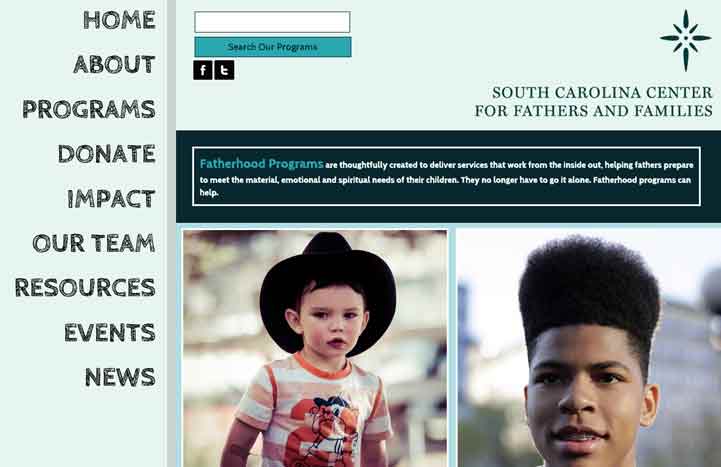 HOME
ABOUT
PROGRAMS
DONATE
IMPACT
OUR TEAM
RESOURCES
EVENTS
NEWS
Search Our Programs
f t
SOUTH CAROLINA CENTER
FOR FATHERS AND FAMILIES
Fatherhood Programs are thoughtfully created to deliver services that work from the inside out, helping fathers prepare
to meet the material, emotional and spiritual needs of their children. They no longer have to go it alone. Fatherhood programs can
help.